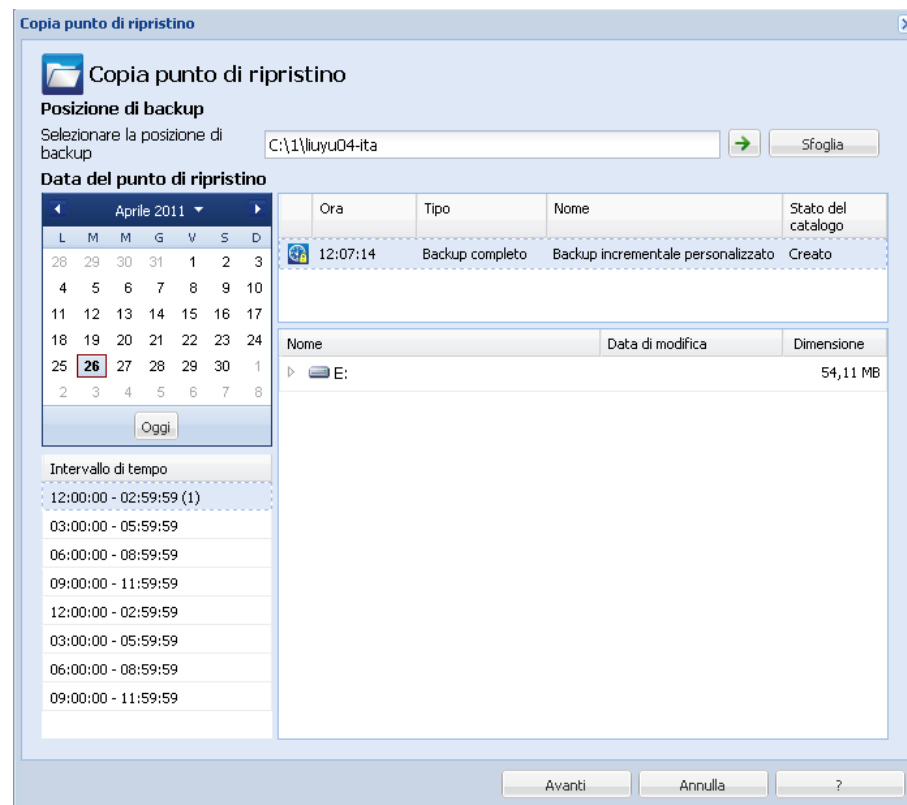 Copia punto di ripristino
Copia punto di ripristino
Posizione di backup
Selezionare la posizione di
backup
C:\1\liuyu04-ita
Sfoglia
Data del punto di ripristino
Aprile 2011
L M M G V S D
28 29 30 31 1 2 3
4 5 6 7 8 9 10
11 12 13 14 15 16 17
18 19 20 21 22 23 24
25 26 27 28 29 30 1
2 3 4 5 6 7 8
Oggi
Ora Tipo Nome Stato del
catalogo
12:07:14 Backup completo Backup incrementale personalizzato Creato
Nome Data di modifica Dimensione
E: 54,11 MB
Intervallo di tempo
12:00:00 - 02:59:59 (1)
03:00:00 - 05:59:59
06:00:00 - 08:59:59
09:00:00 - 11:59:59
12:00:00 - 02:59:59
03:00:00 - 05:59:59
06:00:00 - 08:59:59
09:00:00 - 11:59:59
Avanti Annulla ?